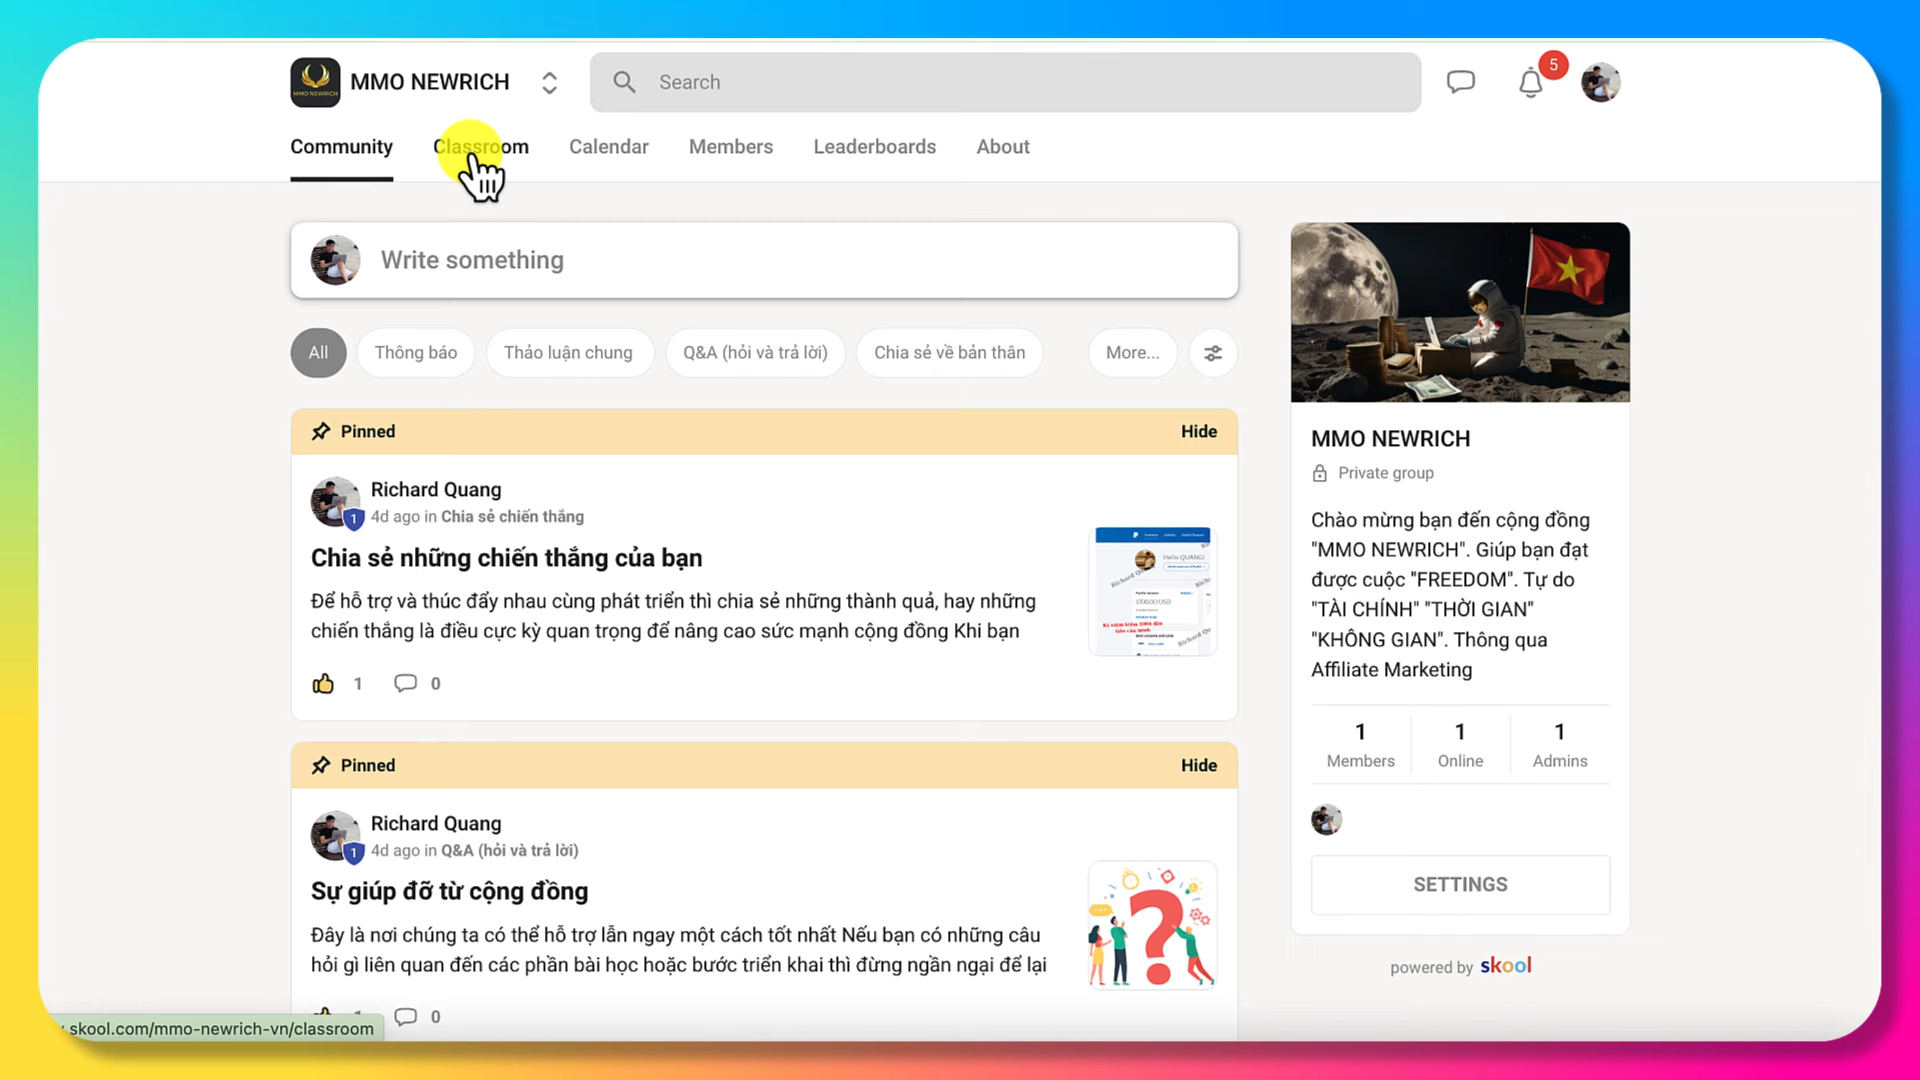 MMO NEWRICH
MMO NEWRICH
Search
5
Community
Classroom
Calendar
Members
Leaderboards
About
Write something
All
Thông báo
Thảo luận chung
Q&A (hỏi và trả lời)
Chia sẻ về bản thân
More...
Pinned
Hide
Richard Quang
1
4d ago in Chia sẻ chiến thắng
Chia sẻ những chiến thắng của bạn
Để hỗ trợ và thúc đẩy nhau cùng phát triển thì chia sẻ những thành quả, hay những
chiến thắng là điều cực kỳ quan trọng để nâng cao sức mạnh cộng đồng Khi bạn
1
0
Pinned
Hide
Richard Quang
1
4d ago in Q&A (hỏi và trả lời)
Sự giúp đỡ từ cộng đồng
Đây là nơi chúng ta có thể hỗ trợ lẫn ngay một cách tốt nhất Nếu bạn có những câu
hỏi gì liên quan đến các phần bài học hoặc bước triển khai thì đừng ngần ngại để lại
0
skool.com/mmo-newrich-vn/classroom
MMO NEWRICH
Private group
Chào mừng bạn đến cộng đồng
"MMO NEWRICH". Giúp bạn đạt
được cuộc "FREEDOM". Tự do
"TÀI CHÍNH" "THỜI GIAN"
"KHÔNG GIAN". Thông qua
Affiliate Marketing
1
Members
1
Online
1
Admins
SETTINGS
powered by skool